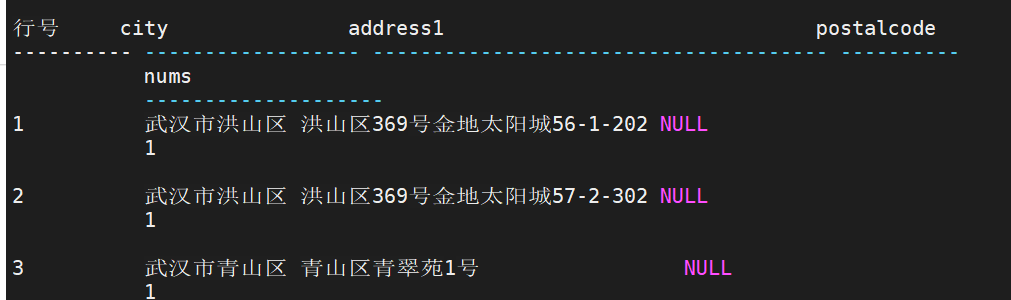 行号 city address1 postalcode
---------- ------------------ -------------------------------------- ----------
nums
--------------------
1 武汉市洪山区 洪山区369号金地太阳城56-1-202 NULL
1
2 武汉市洪山区 洪山区369号金地太阳城57-2-302 NULL
1
3 武汉市青山区 青山区青翠苑1号 NULL
1